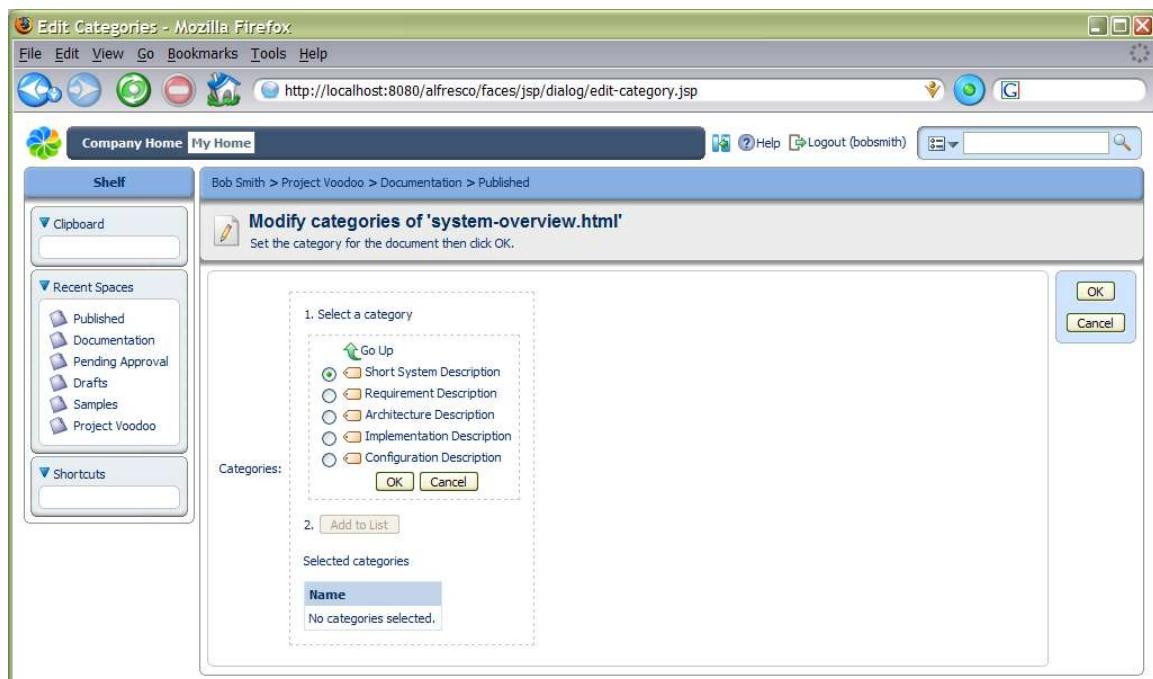 Edit Categories - Mozilla Firefox
File Edit View Go Bookmarks Tools Help
http://localhost:8080/alfresco/faces/jsp/dialog/edit-category.jsp
G
Company Home My Home
Help Logout (bobsmith)
Shelf
Bob Smith > Project Voodoo > Documentation > Published
Clipboard
Modify categories of 'system-overview.html'
Set the category for the document then click OK.
Recent Spaces
Published
Documentation
Pending Approval
Drafts
Samples
Project Voodoo
Shortcuts
Categories:
1. Select a category
Go Up
Short System Description
Requirement Description
Architecture Description
Implementation Description
Configuration Description
OK Cancel
2. Add to List
Selected categories
Name
No categories selected.
OK
Cancel